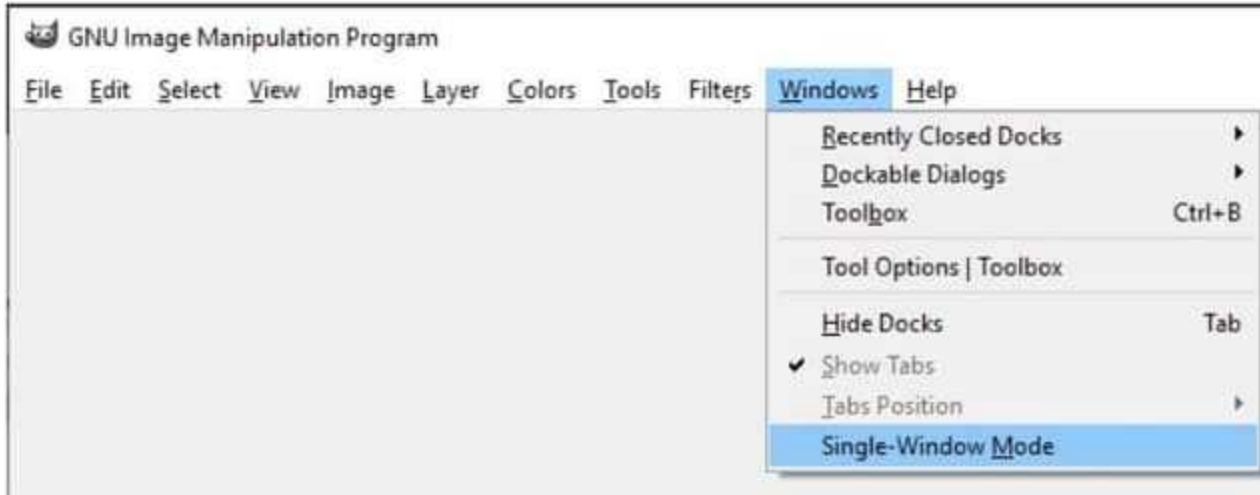 GNU Image Manipulation Program
File Edit Select View Image Layer Colors Tools Filters Windows Help
Recently Closed Docks
Dockable Dialogs
Toolbox Ctrl+B
Tool Options | Toolbox
Hide Docks Tab
Show Tabs
Tabs Position
Single-Window Mode